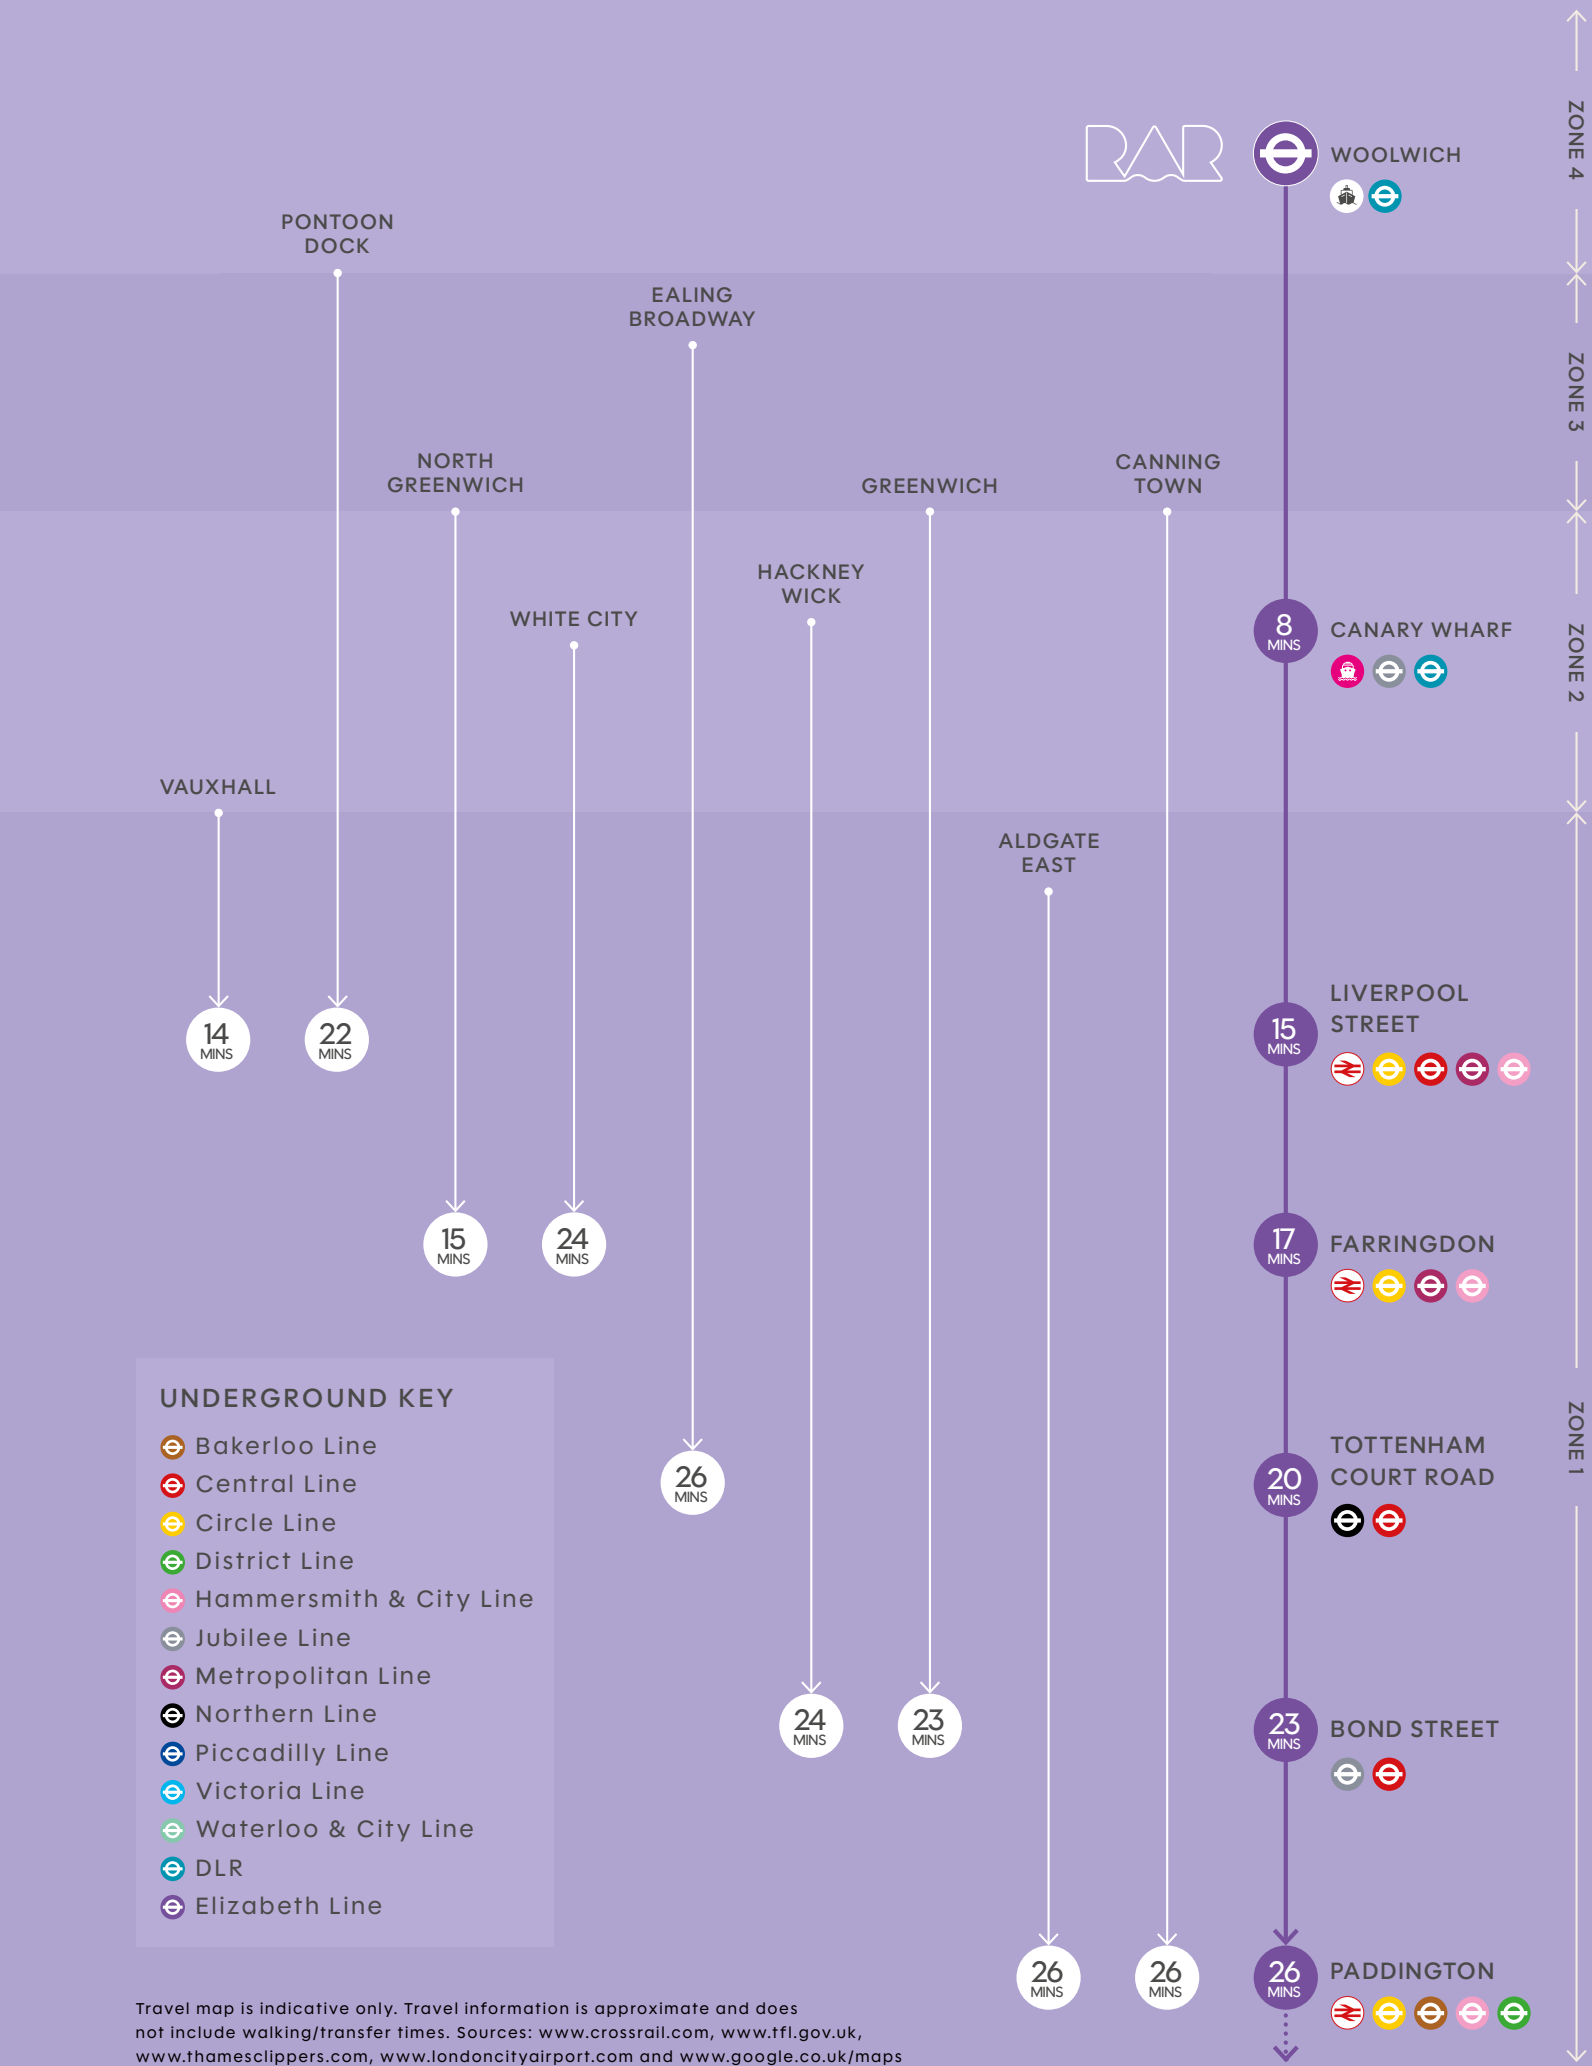 ZONE 4
RAR
WOOLWICH
PONTOON
DOCK
EALING
BROADWAY
ZONE 3
NORTH
GREENWICH
GREENWICH
CANNING
TOWN
HACKNEY
WICK
WHITE CITY
8
MINS
CANARY WHARF
ZONE 2
VAUXHALL
ALDGATE
EAST
14
MINS
22
MINS
15
MINS
LIVERPOOL
STREET
15
MINS
24
MINS
17
MINS
FARRINGDON
ZONE 1
26
MINS
20
MINS
TOTTENHAM
COURT ROAD
24
MINS
23
MINS
23
MINS
BOND STREET
26
MINS
26
MINS
26
MINS
PADDINGTON
UNDERGROUND KEY
Bakerloo Line
Central Line
Circle Line
District Line
Hammersmith & City Line
Jubilee Line
Metropolitan Line
Northern Line
Piccadilly Line
Victoria Line
Waterloo & City Line
DLR
Elizabeth Line
Travel map is indicative only. Travel information is approximate and does
not include walking/transfer times. Sources: www.crossrail.com, www.tfl.gov.uk,
www.thamesclippers.com, www.londoncityairport.com and www.google.co.uk/maps